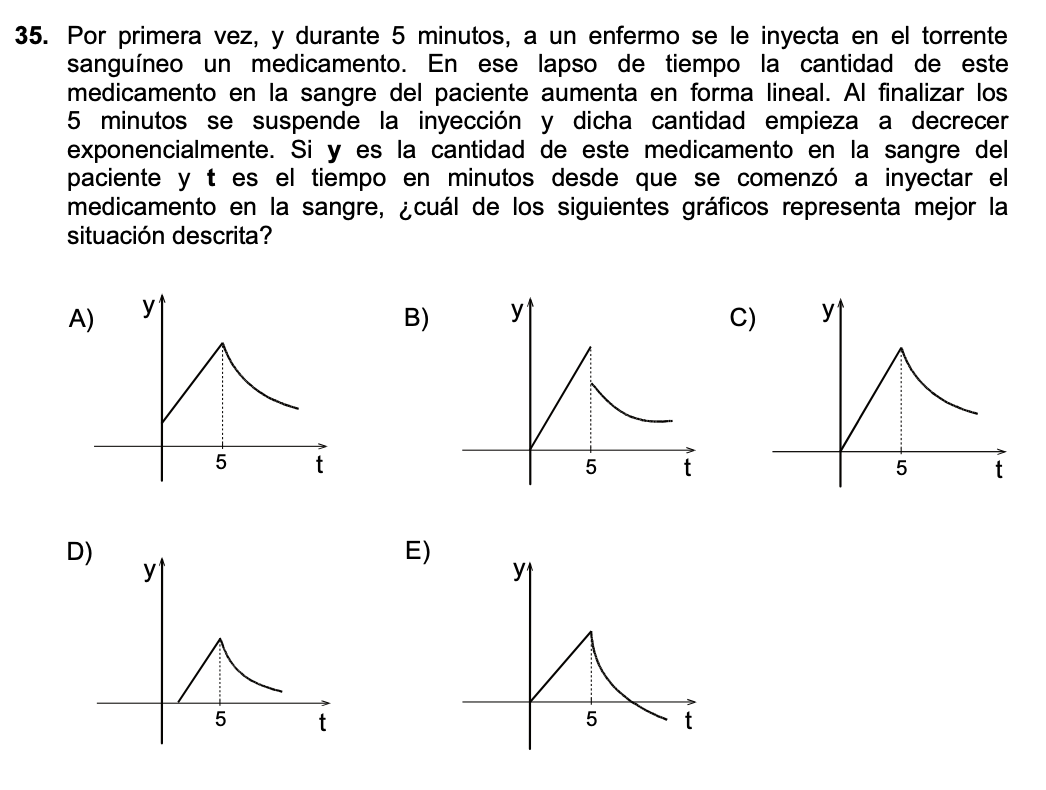 35. Por primera vez, y durante 5 minutos, a un enfermo se le inyecta en el torrente
sanguíneo un medicamento. En ese lapso de tiempo la cantidad de este
medicamento en la sangre del paciente aumenta en forma lineal. Al finalizar los
5 minutos se suspende la inyección y dicha cantidad empieza a decrecer
exponencialmente. Si y es la cantidad de este medicamento en la sangre del
paciente y t es el tiempo en minutos desde que se comenzó a inyectar el
medicamento en la sangre, ¿cuál de los siguientes gráficos representa mejor la
situación descrita?
A) y B) y C) y
5 t 5 t 5 t
D) y E) y
5 t 5 t